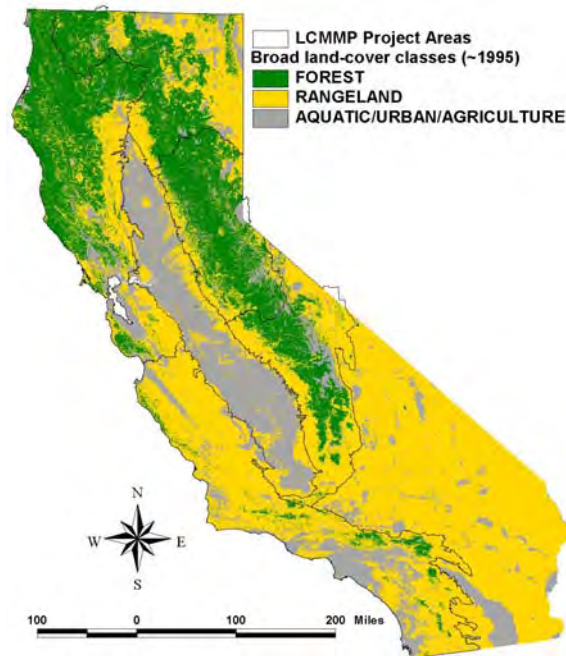 LCMMP Project Areas
Broad land-cover classes (~1995)
FOREST
RANGELAND
AQUATIC/URBAN/AGRICULTURE
N
W E
S
100 0 100 200 Miles